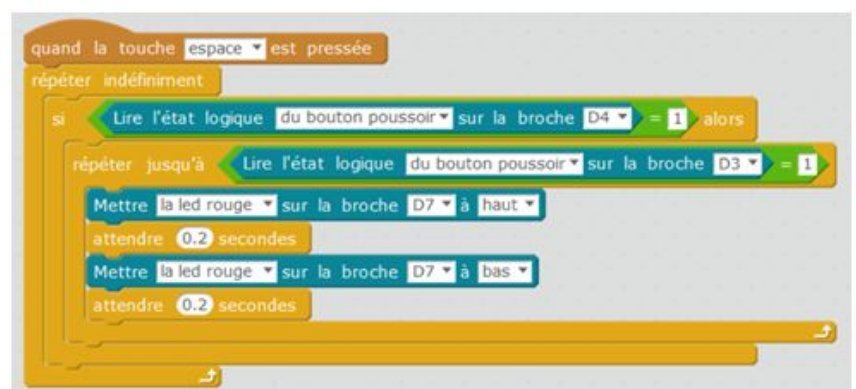 quand la touche espace est pressée
répéter indéfiniment
si Lire l'état logique du bouton poussoir sur la broche D4 = 1 alors
répéter jusqu'à Lire l'état logique du bouton poussoir sur la broche D3 = 1
Mettre la led rouge sur la broche D7 à haut
attendre 0.2 secondes
Mettre la led rouge sur la broche D7 à bas
attendre 0.2 secondes